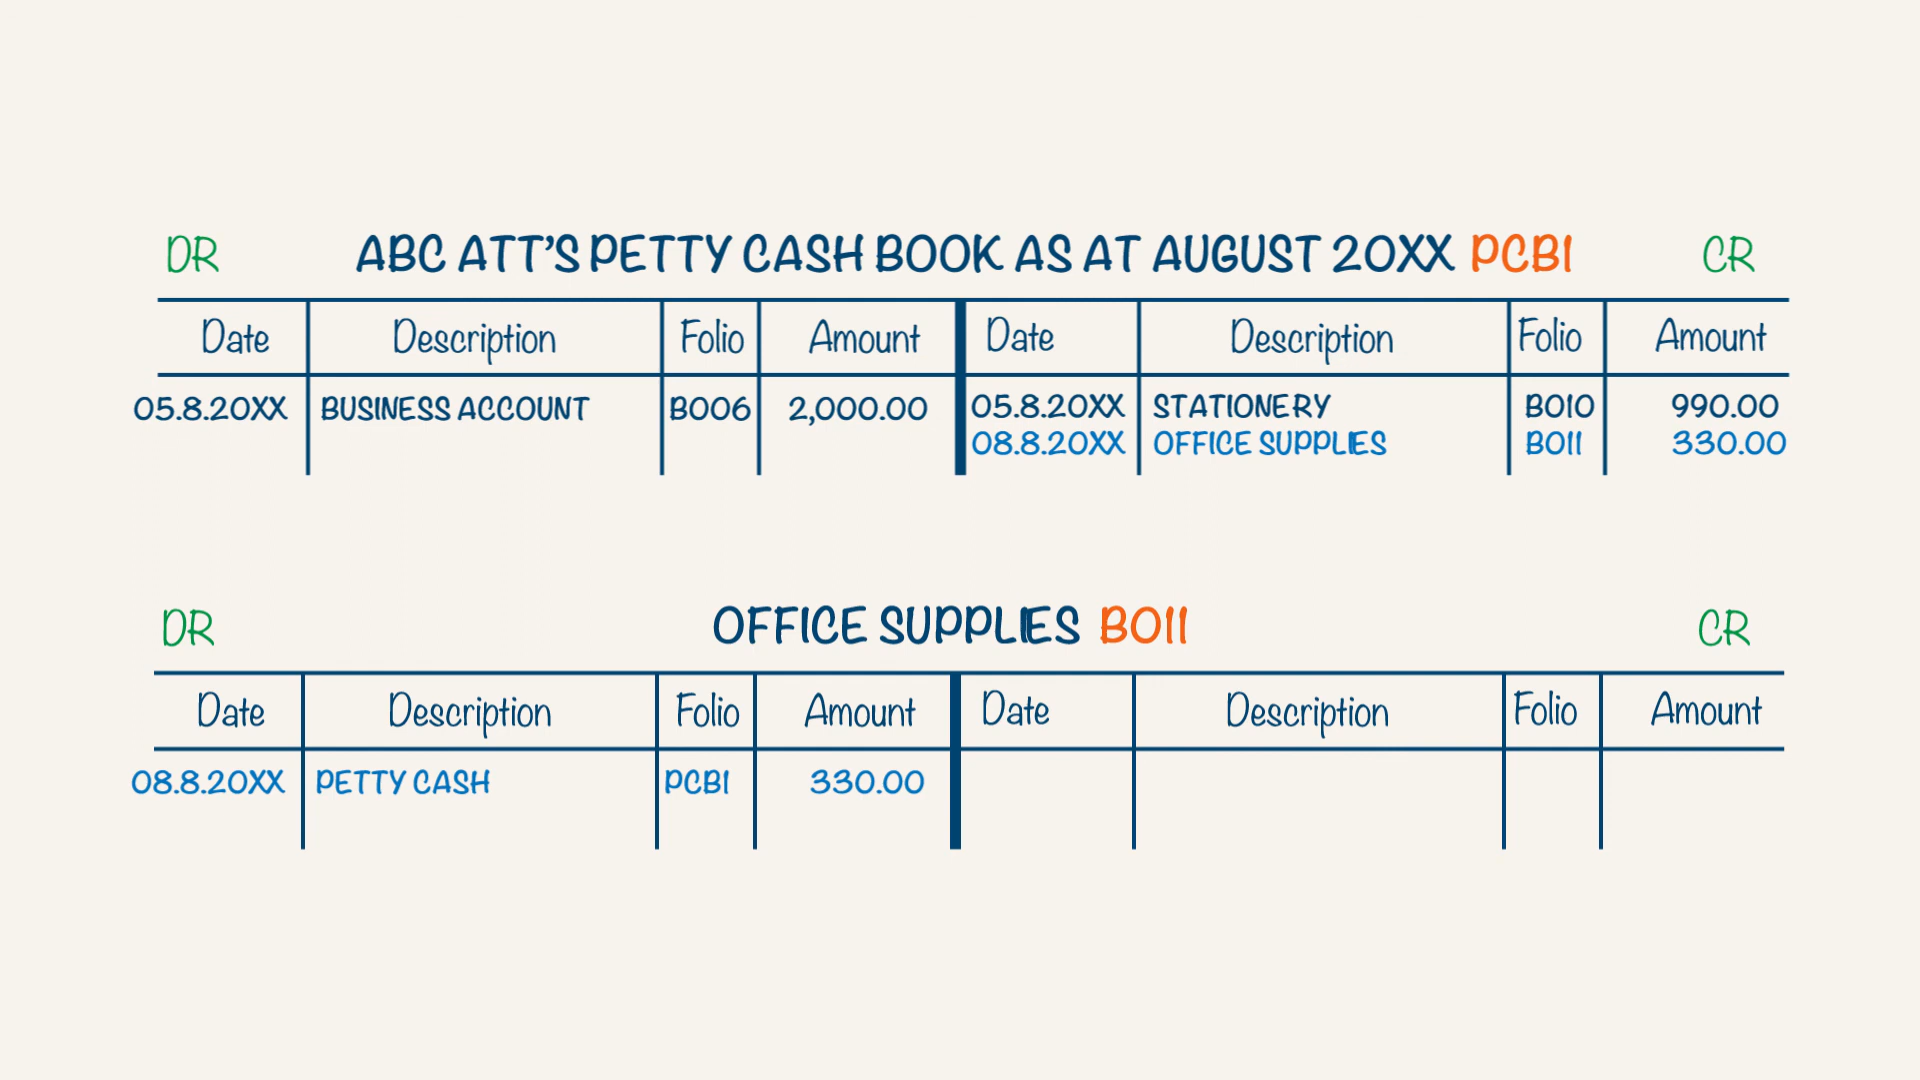 DR ABC ATT'S PETTY CASH BOOK AS AT AUGUST 20XX PCB1 CR
Date Description Folio Amount Date Description Folio Amount
05.8.20XX BUSINESS ACCOUNT B006 2,000.00 05.8.20XX STATIONERY B010 990.00
08.8.20XX OFFICE SUPPLIES B011 330.00
DR OFFICE SUPPLIES B011 CR
Date Description Folio Amount Date Description Folio Amount
08.8.20XX PETTY CASH PCB1 330.00